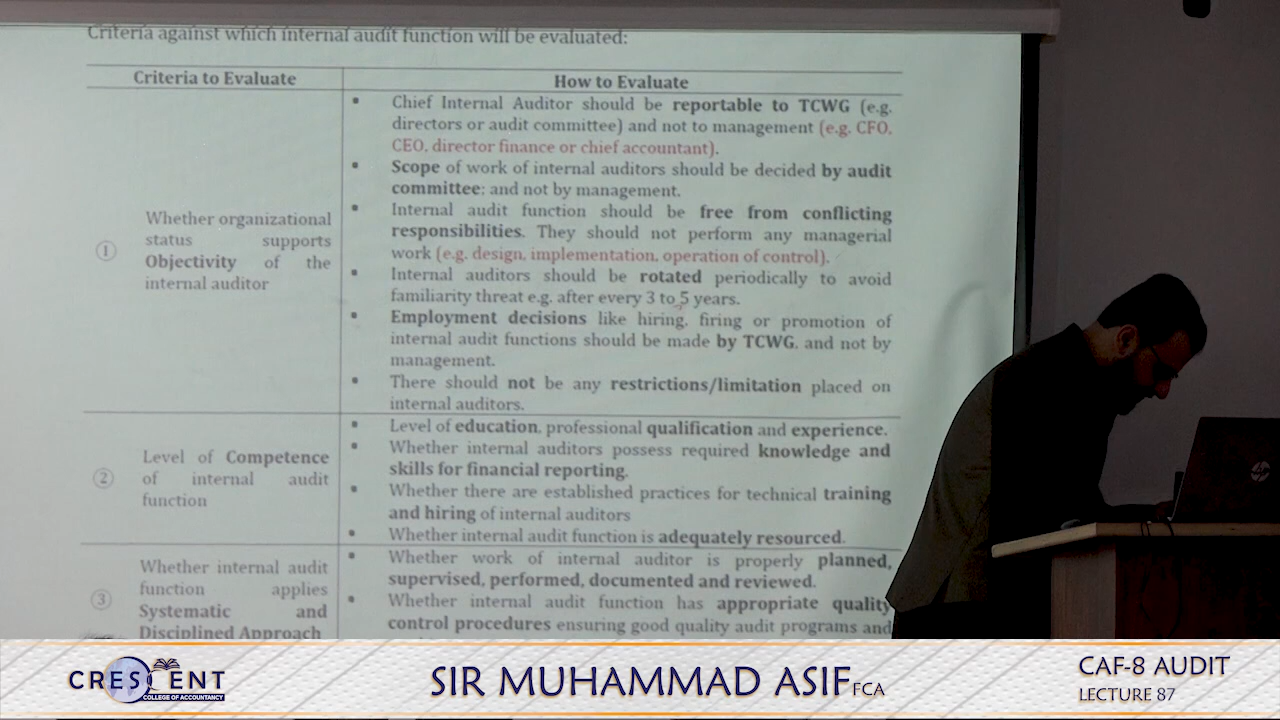 Criteria against which internal audit function will be evaluated:
Criteria to Evaluate
How to Evaluate
① Whether organizational
status supports
Objectivity of the
internal auditor
▪ Chief Internal Auditor should be reportable to TCWG (e.g.
directors or audit committee) and not to management (e.g. CFO,
CEO, director finance or chief accountant).
▪ Scope of work of internal auditors should be decided by audit
committee; and not by management.
▪ Internal audit function should be free from conflicting
responsibilities. They should not perform any managerial
work (e.g. design, implementation, operation of control).
▪ Internal auditors should be rotated periodically to avoid
familiarity threat e.g. after every 3 to 5 years.
▪ Employment decisions like hiring, firing or promotion of
internal audit functions should be made by TCWG, and not by
management.
▪ There should not be any restrictions/limitation placed on
internal auditors.
② Level of Competence
of internal audit
function
▪ Level of education, professional qualification and experience.
▪ Whether internal auditors possess required knowledge and
skills for financial reporting.
▪ Whether there are established practices for technical training
and hiring of internal auditors
▪ Whether internal audit function is adequately resourced.
③ Whether internal audit
function applies
Systematic and
Disciplined Approach
▪ Whether work of internal auditor is properly planned,
supervised, performed, documented and reviewed.
▪ Whether internal audit function has appropriate quality
control procedures ensuring good quality audit programs and
hp
CRESCENT
COLLEGE OF ACCOUNTANCY
SIR MUHAMMAD ASIF FCA
CAF-8 AUDIT
LECTURE 87